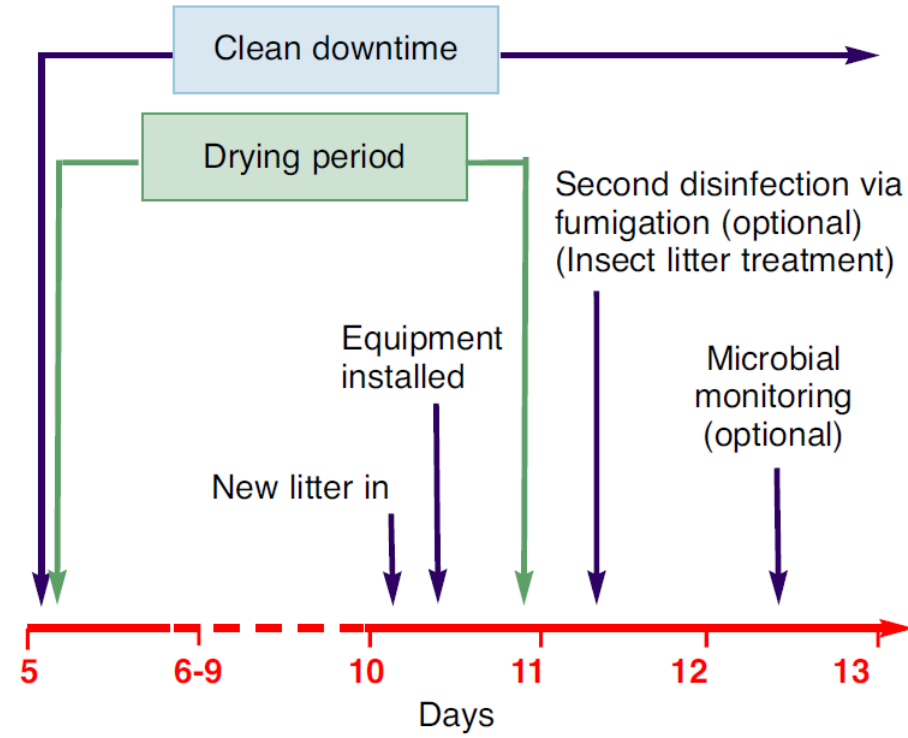 Clean downtime
Drying period
Second disinfection via
fumigation (optional)
(Insect litter treatment)
Equipment
installed
Microbial
monitoring
(optional)
New litter in
5
6-9
10
11
12
13
Days